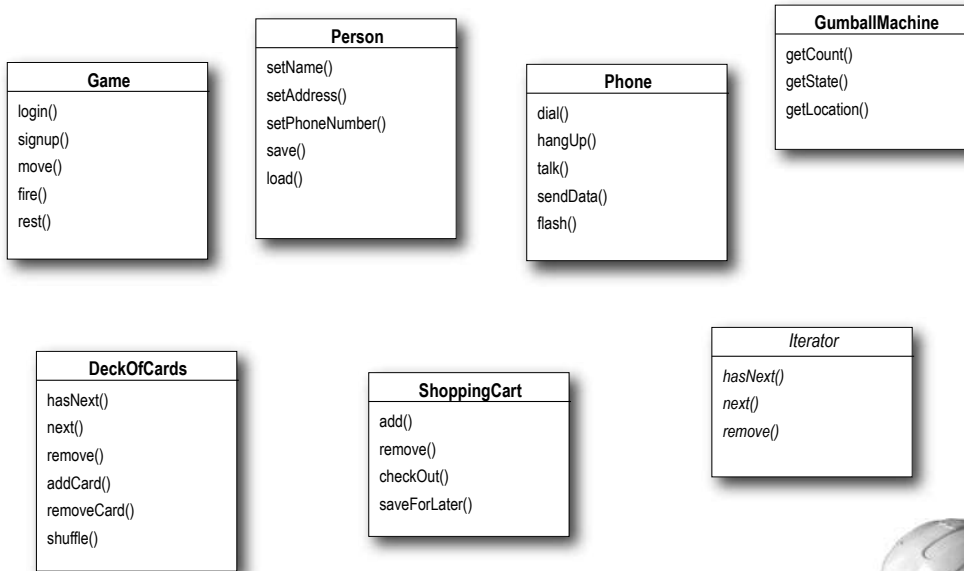 Game
login()
signup()
move()
fire()
rest()
Person
setName()
setAddress()
setPhoneNumber()
save()
load()
Phone
dial()
hangUp()
talk()
sendData()
flash()
GumballMachine
getCount()
getState()
getLocation()
DeckOfCards
hasNext()
next()
remove()
addCard()
removeCard()
shuffle()
ShoppingCart
add()
remove()
checkOut()
saveForLater()
Iterator
hasNext()
next()
remove()